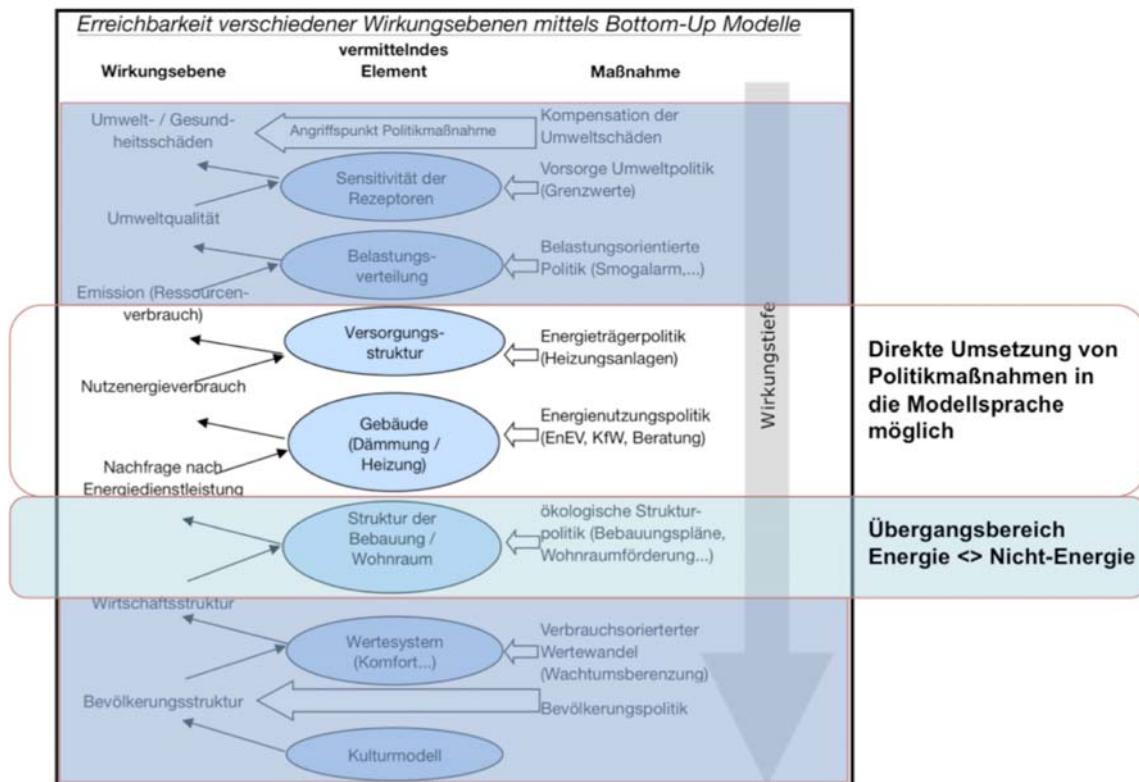 Erreichbarkeit verschiedener Wirkungsebenen mittels Bottom-Up Modelle
Wirkungsebene
vermittelndes
Element
Maßnahme
Umwelt- / Gesund-
heitsschäden
Angriffspunkt Politikmaßnahme
Kompensation der
Umweltschäden
Sensitivität der
Rezeptoren
Vorsorge Umweltpolitik
(Grenzwerte)
Umweltqualität
Belastungs-
verteilung
Belastungsorientierte
Politik (Smogalarm,...)
Emission (Ressourcen-
verbrauch)
Versorgungs-
struktur
Energieträgerpolitik
(Heizungsanlagen)
Nutzenergieverbrauch
Gebäude
(Dämmung /
Heizung)
Energienutzungspolitik
(EnEV, KfW, Beratung)
Nachfrage nach
Energiedienstleistung
Struktur der
Bebauung /
Wohnraum
ökologische Struktur-
politik (Bebauungspläne,
Wohnraumförderung...)
Wirtschaftsstruktur
Wertesystem
(Komfort...)
Verbrauchsorierterter
Wertewandel
(Wachtumsberenzung)
Bevölkerungsstruktur
Bevölkerungspolitik
Kulturmodell
Wirkungstiefe
Direkte Umsetzung von
Politikmaßnahmen in
die Modellsprache
möglich
Übergangsbereich
Energie <> Nicht-Energie